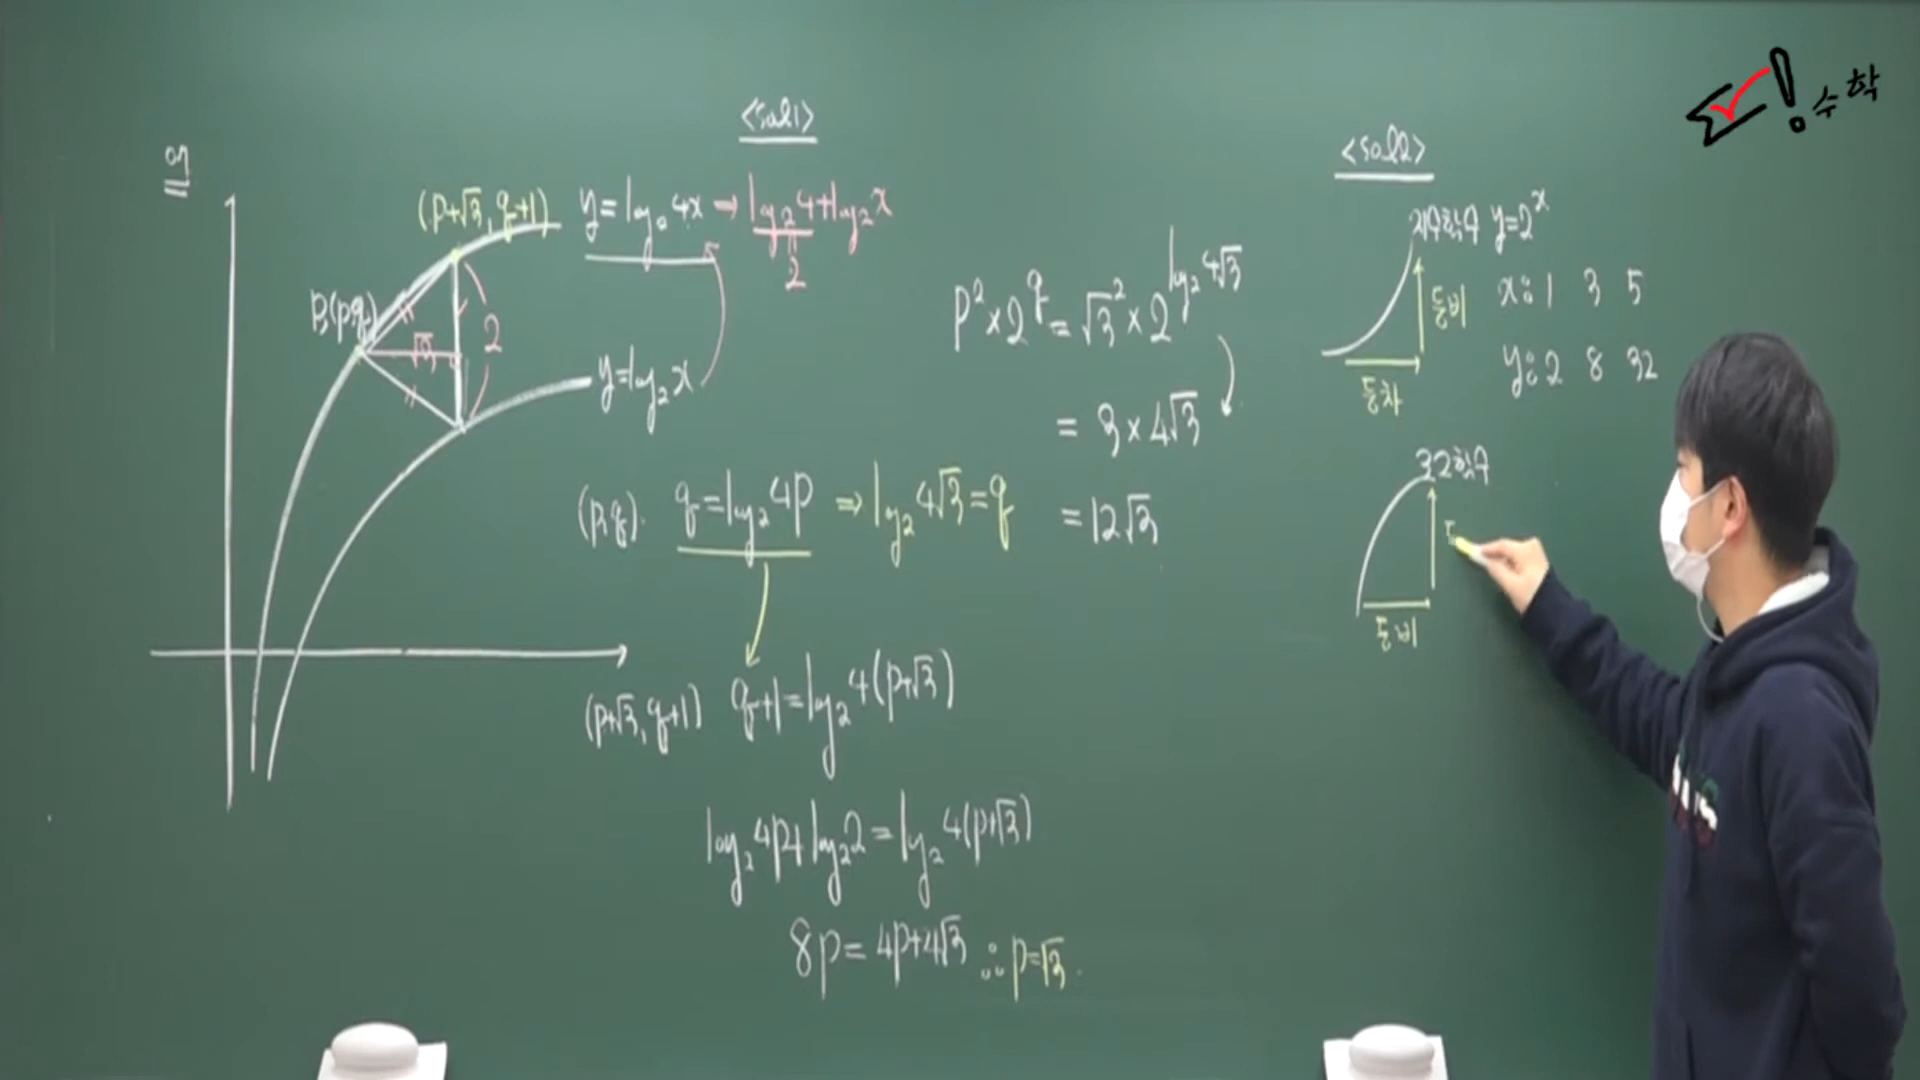 수학
<Sol1>
예
(p+√3, q+1)
y=log₂4x → log₂4+log₂x
2
B(p,q)
√3
2
y=log₂x
(p,q). q=log₂4p ⇒ log₂4√3=q
(p+√3, q+1) q+1=log₂4(p+√3)
log₂4p+log₂2=log₂4(p+√3)
8p=4p+4√3 ∴p=√3.
p²×2^q=√3²×2^log₂4√3
= 3×4√3
=12√3
<Sol2>
지수함수 y=2^x
등비
등차
x: 1 3 5
y: 2 8 32
로그함수
등비